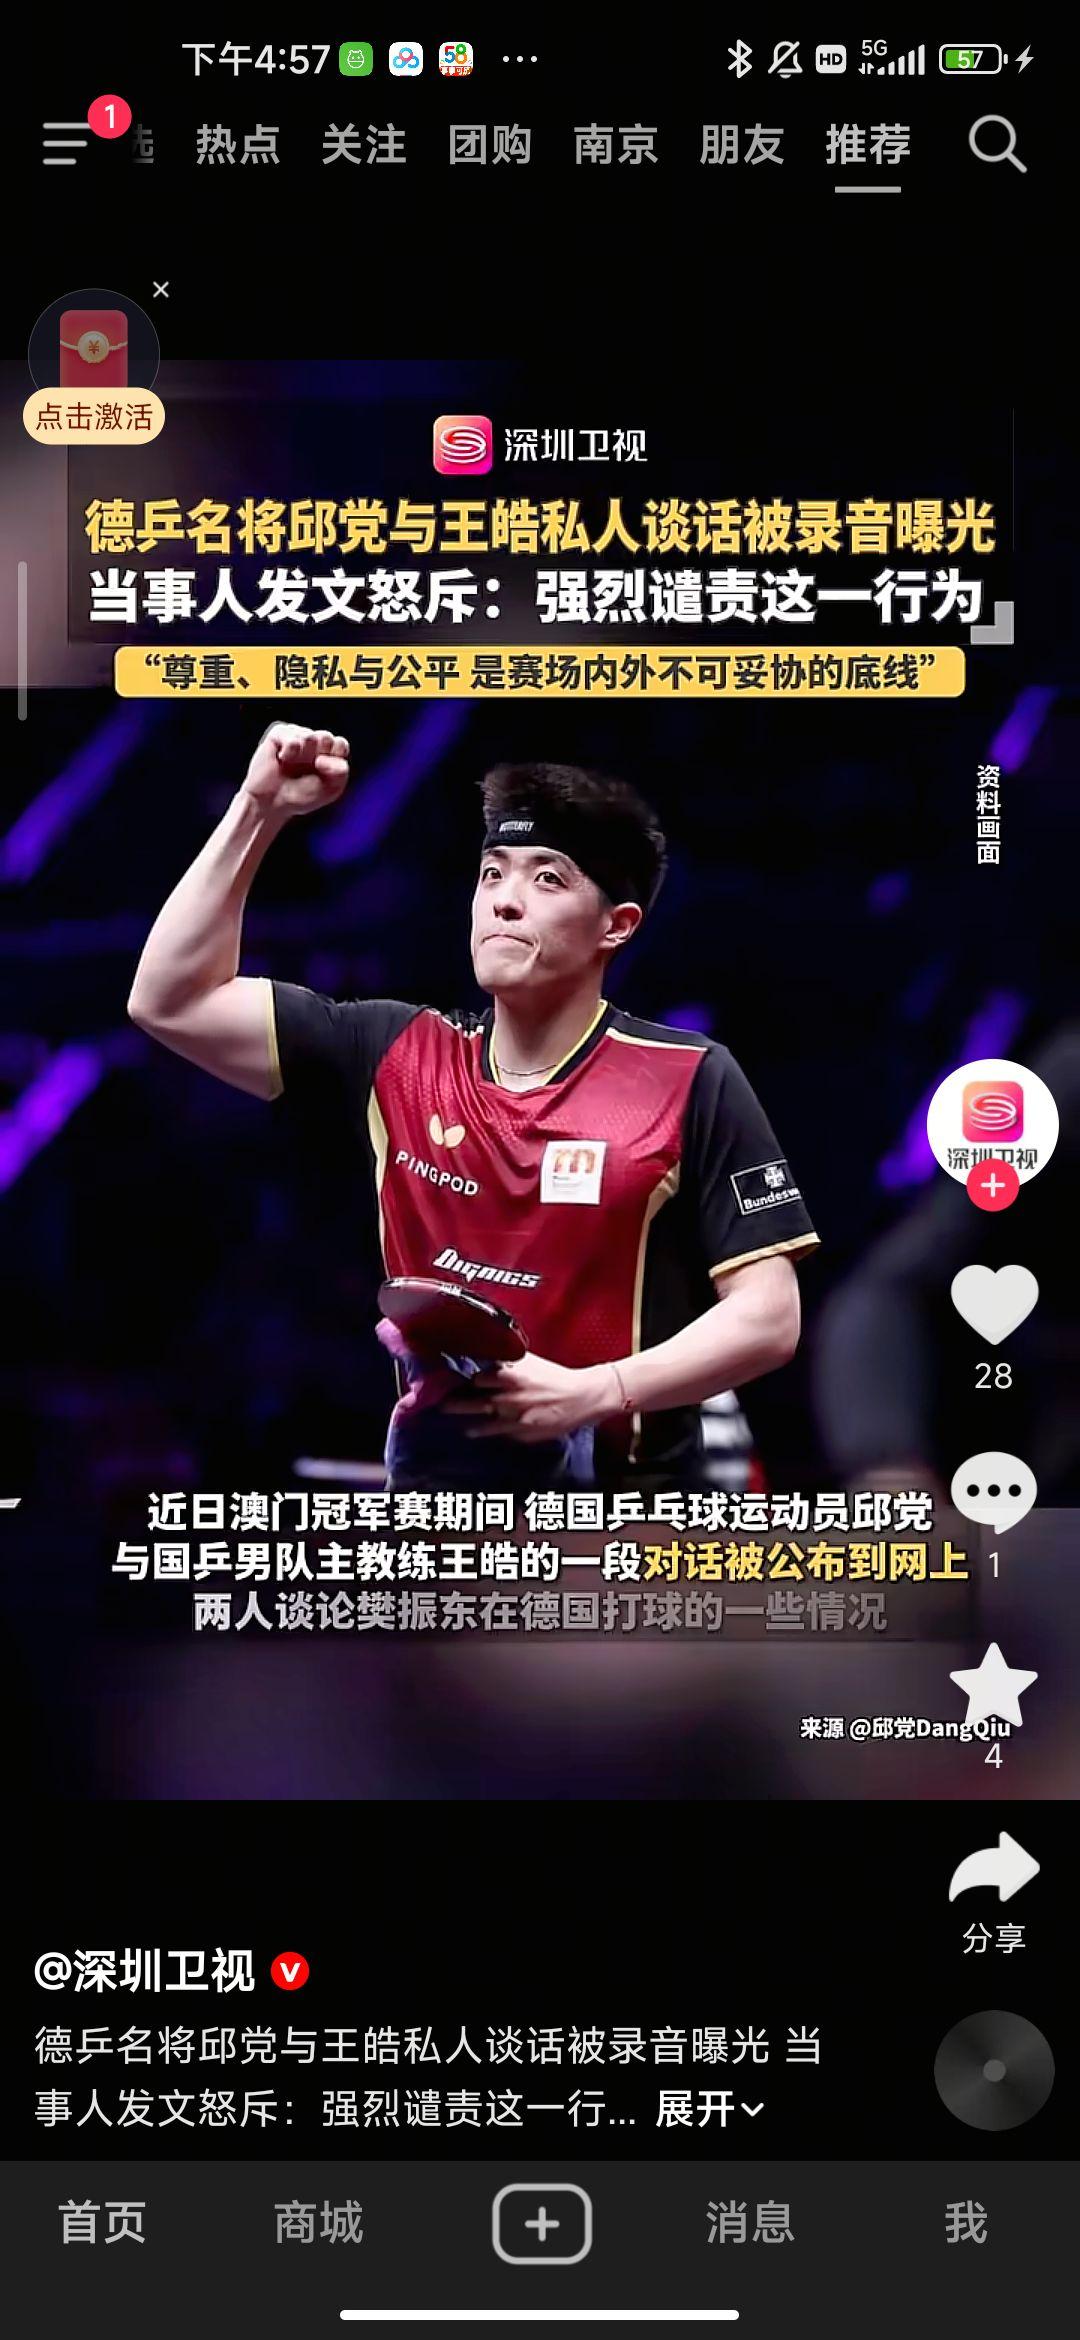 下午4:57
58
HD
5G
57
1
热点
关注
团购
南京
朋友
推荐
点击激活
深圳卫视
德乒名将邱党与王皓私人谈话被录音曝光
当事人发文怒斥：强烈谴责这一行为
“尊重、隐私与公平 是赛场内外不可妥协的底线”
资料画面
BUTTERFLY
PINGPOD
m
Bundesw
DIGNICS
深圳卫视
28
1
近日澳门冠军赛期间 德国乒乓球运动员邱党
与国乒男队主教练王皓的一段对话被公布到网上
两人谈论樊振东在德国打球的一些情况
来源 @邱党DangQiu
4
分享
@深圳卫视
德乒名将邱党与王皓私人谈话被录音曝光 当
事人发文怒斥：强烈谴责这一行... 展开
首页
商城
消息
我